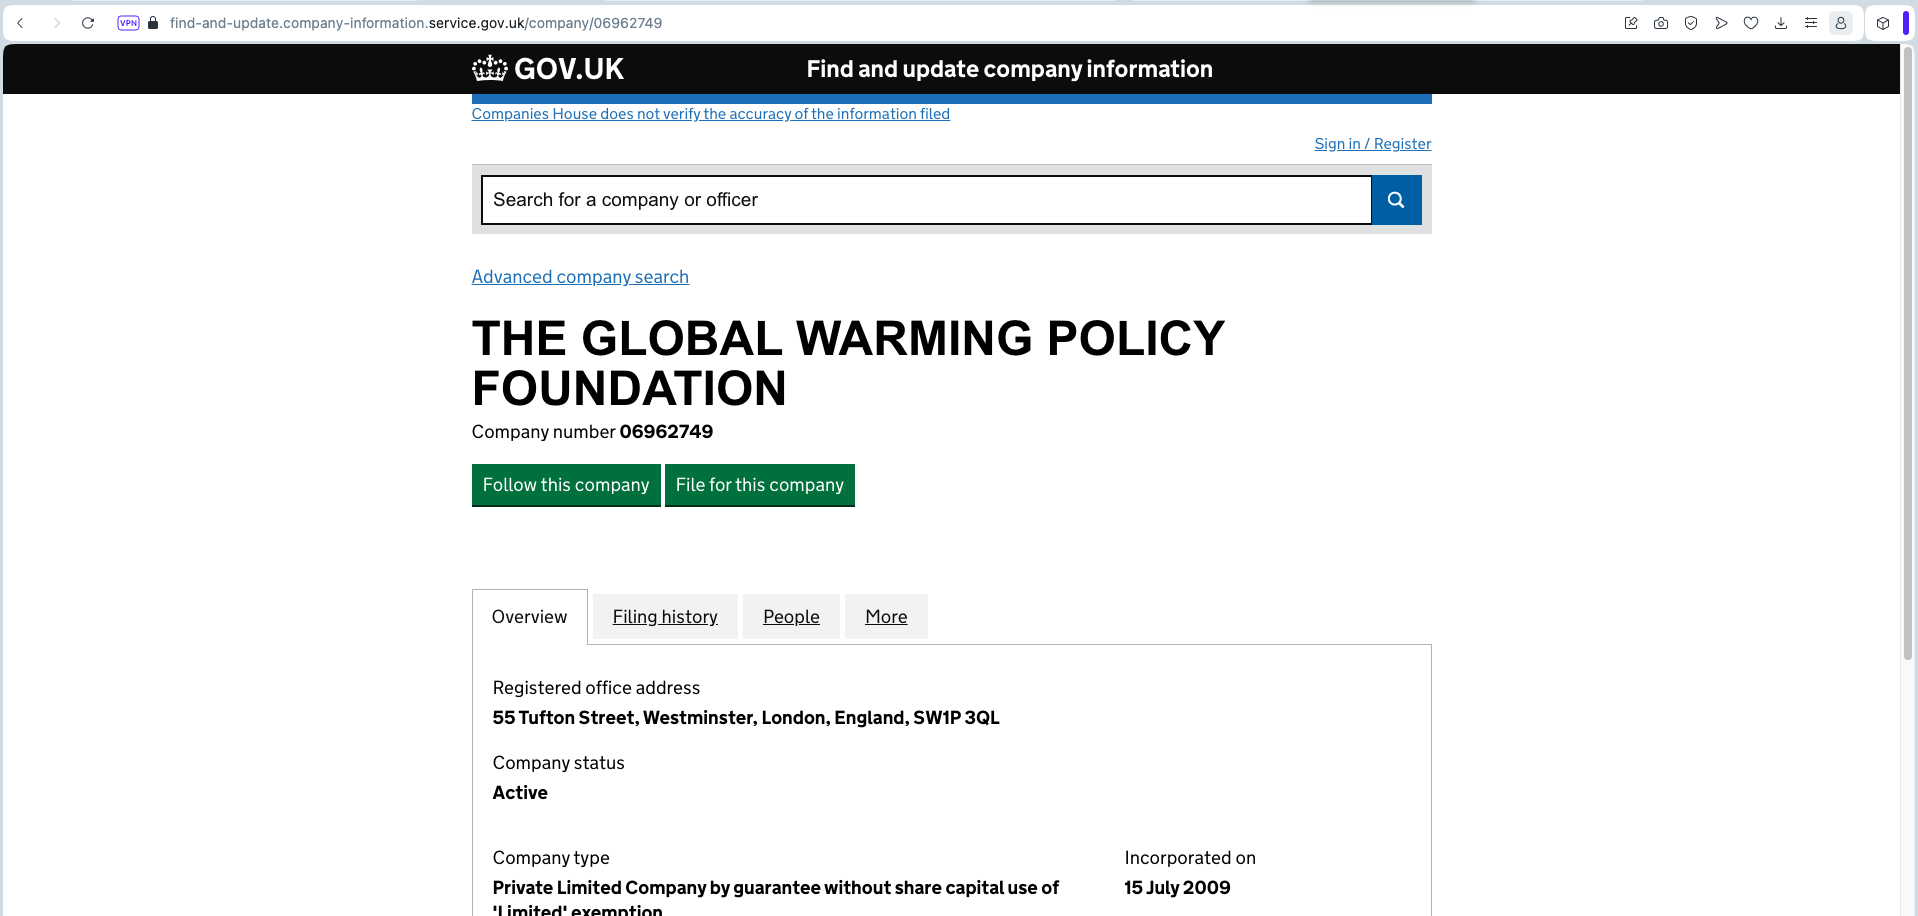 VPN
find-and-update.company-information.service.gov.uk/company/06962749
GOV.UK
Find and update company information
Companies House does not verify the accuracy of the information filed
Sign in / Register
Search for a company or officer
Advanced company search
THE GLOBAL WARMING POLICY
FOUNDATION
Company number 06962749
Follow this company
File for this company
Overview
Filing history
People
More
Registered office address
55 Tufton Street, Westminster, London, England, SW1P 3QL
Company status
Active
Company type
Private Limited Company by guarantee without share capital use of
'Limited' exemption
Incorporated on
15 July 2009